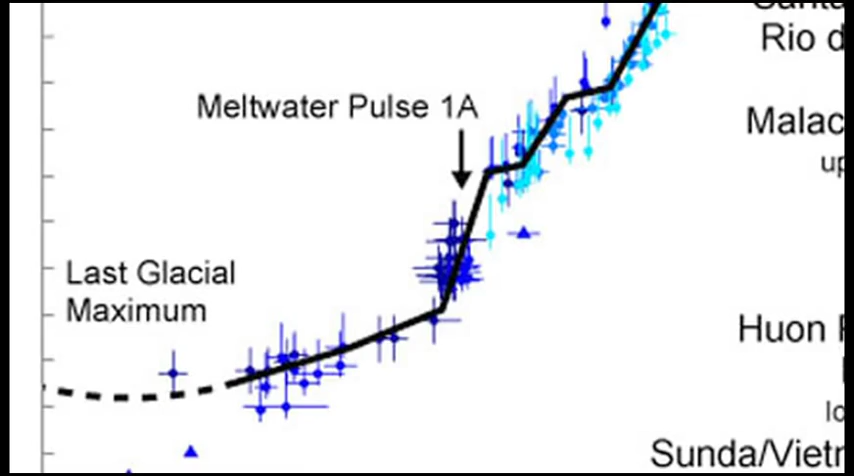 Rio d
Meltwater Pulse 1A
Malac
up
Last Glacial
Maximum
Huon
Sunda/Vietr